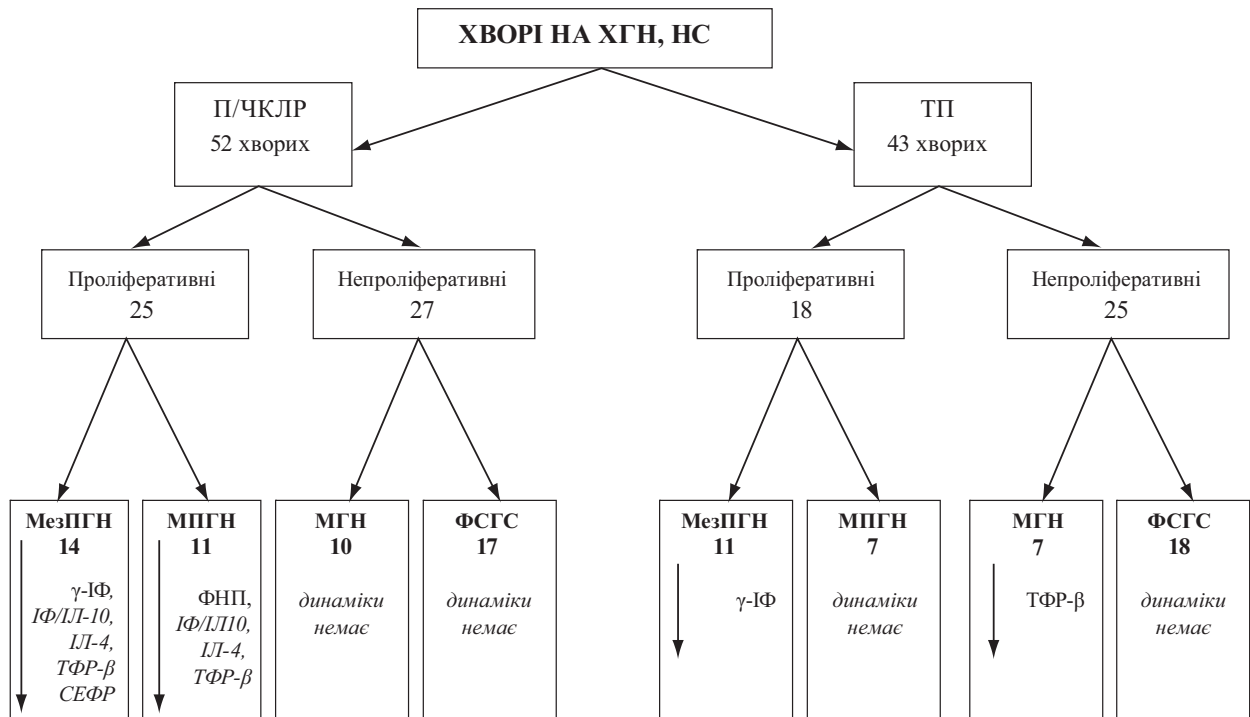 ХВОРІ НА ХГН, НС
П/ЧКЛР
52 хворих
ТП
43 хворих
Проліферативні
25
Непроліферативні
27
Проліферативні
18
Непроліферативні
25
МезПГН
14
γ-ІФ,
ІФ/ІЛ-10,
ІЛ-4,
ТФР-β
СЕФР
МПГН
11
ФНП,
ІФ/ІЛ10,
ІЛ-4,
ТФР-β
МГН
10
динаміки
немає
ФСГС
17
динаміки
немає
МезПГН
11
γ-ІФ
МПГН
7
динаміки
немає
МГН
7
ТФР-β
ФСГС
18
динаміки
немає